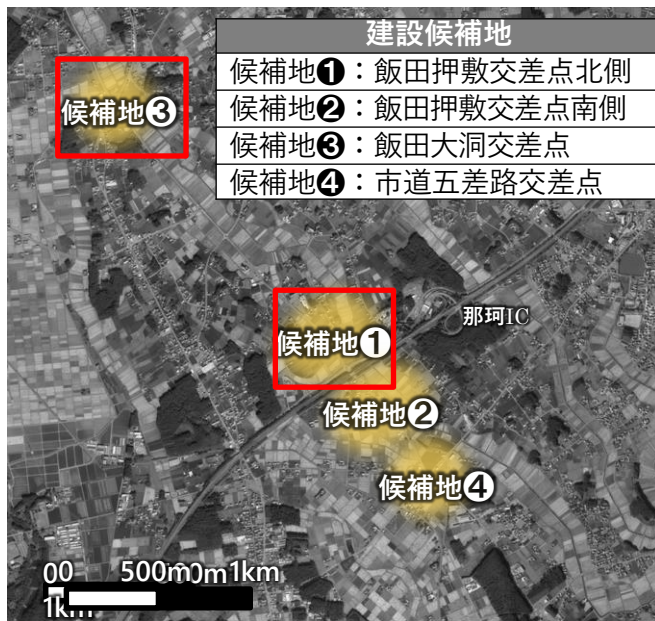 建設候補地
候補地❶：飯田押敷交差点北側
候補地❷：飯田押敷交差点南側
候補地❸：飯田大洞交差点
候補地❹：市道五差路交差点
候補地❸
那珂IC
候補地❶
候補地❷
候補地❹
00 500m0m1km
1km